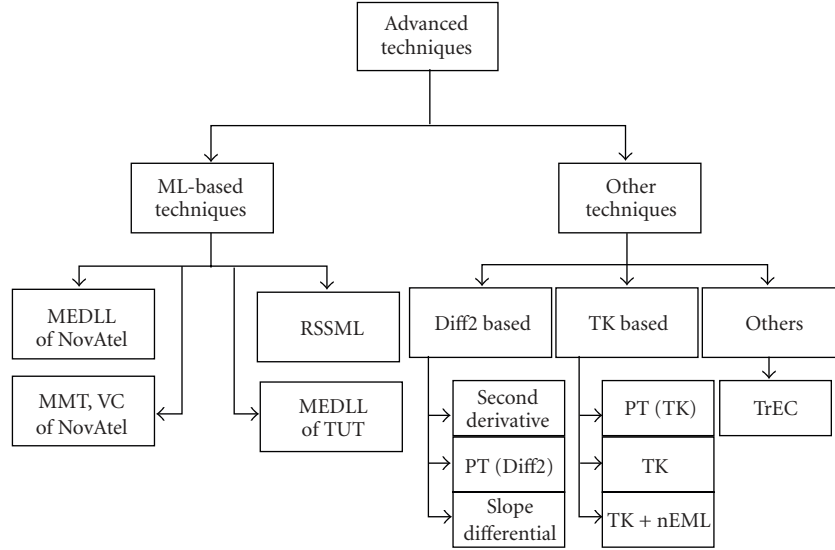 Advanced
techniques
ML-based
techniques
Other
techniques
MEDLL
of NovAtel
RSSML
MMT, VC
of NovAtel
MEDLL
of TUT
Diff2 based
TK based
Others
Second
derivative
PT (Diff2)
Slope
differential
PT (TK)
TK
TK + nEML
TrEC